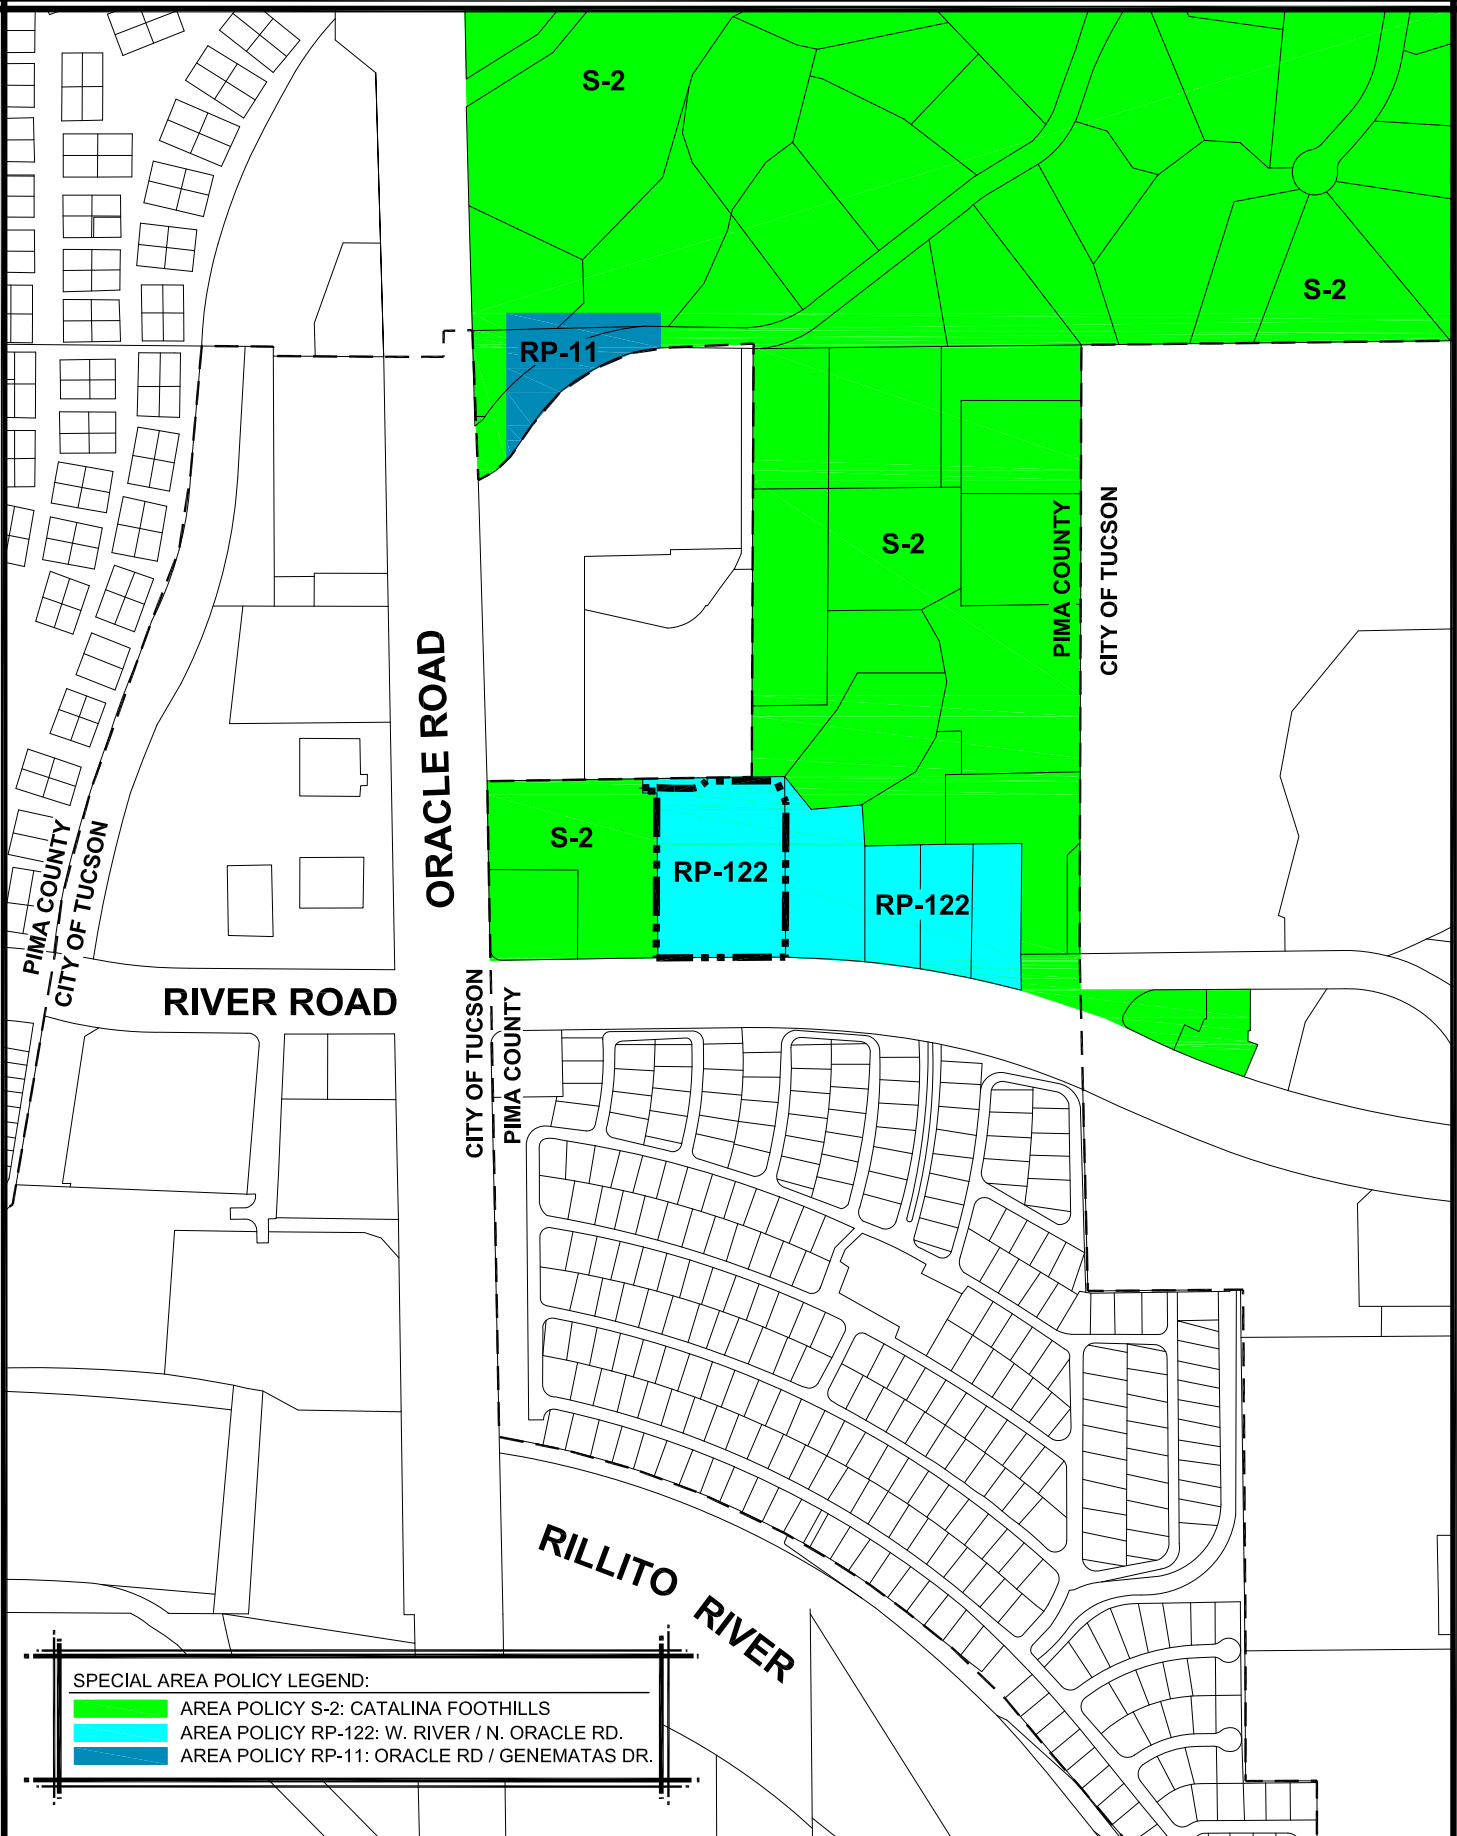 S-2
S-2
RP-11
S-2
PIMA COUNTY
CITY OF TUCSON
ORACLE ROAD
S-2
RP-122
RP-122
PIMA COUNTY
CITY OF TUCSON
RIVER ROAD
CITY OF TUCSON
PIMA COUNTY
RILLITO RIVER
SPECIAL AREA POLICY LEGEND:
AREA POLICY S-2: CATALINA FOOTHILLS
AREA POLICY RP-122: W. RIVER / N. ORACLE RD.
AREA POLICY RP-11: ORACLE RD / GENEMATAS DR.